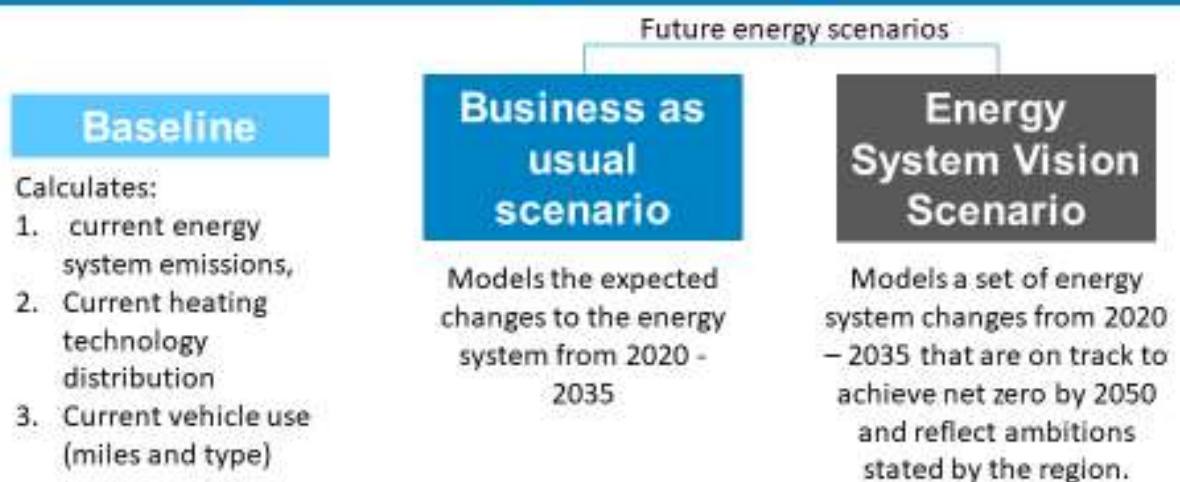 Future energy scenarios
Baseline
Calculates:
1. current energy
system emissions,
2. Current heating
technology
distribution
3. Current vehicle use
(miles and type)
Business as
usual
scenario
Models the expected
changes to the energy
system from 2020 -
2035
Energy
System Vision
Scenario
Models a set of energy
system changes from 2020
– 2035 that are on track to
achieve net zero by 2050
and reflect ambitions
stated by the region.